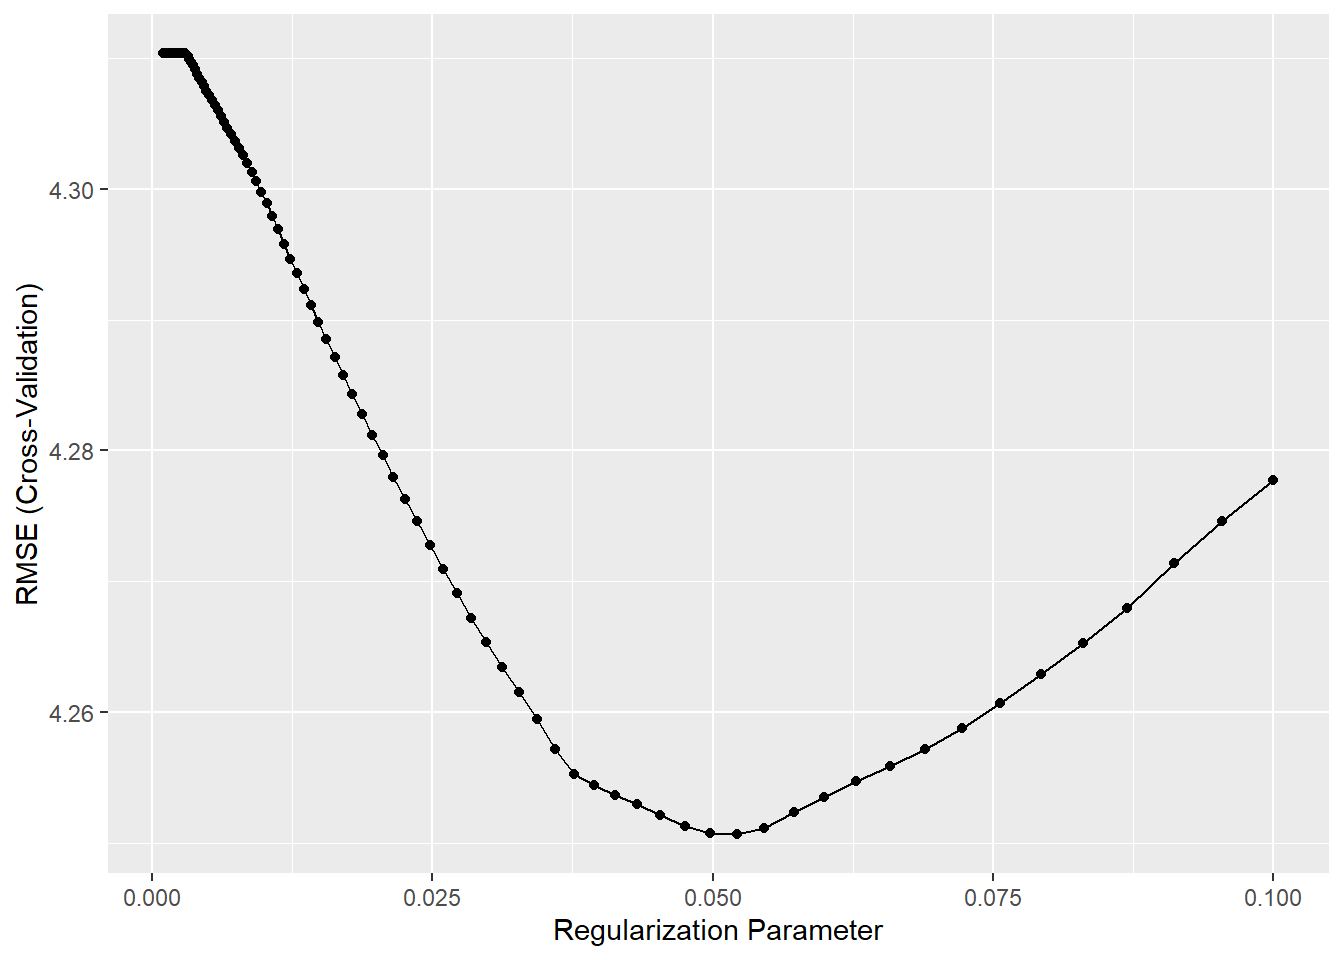 RMSE (Cross-Validation)
4.30
4.28
4.26
0.000 0.025 0.050 0.075 0.100
Regularization Parameter